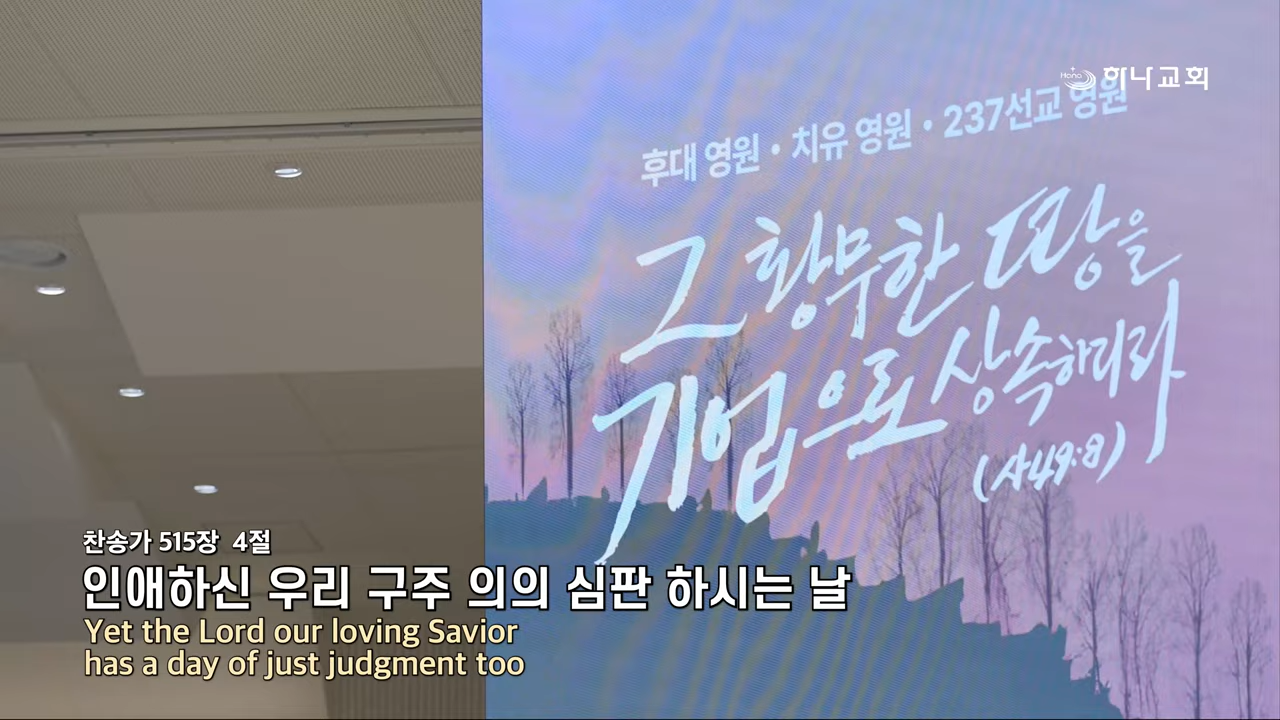 Hana 하나교회
후대 영원 · 치유 영원 · 237선교 영원
그 황무한 땅을
기업으로 상속하리라
(사49:8)
찬송가 515장 4절
인애하신 우리 구주 의의 심판 하시는 날
Yet the Lord our loving Savior
has a day of just judgment too